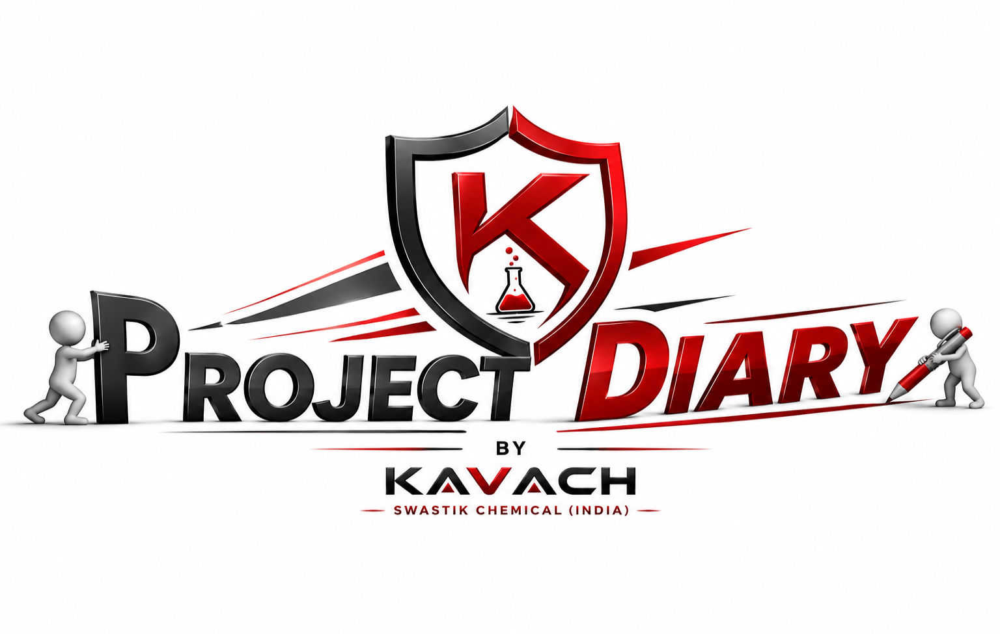 K
PROJECT DIARY
BY
KAVACH
SWASTIK CHEMICAL (INDIA)